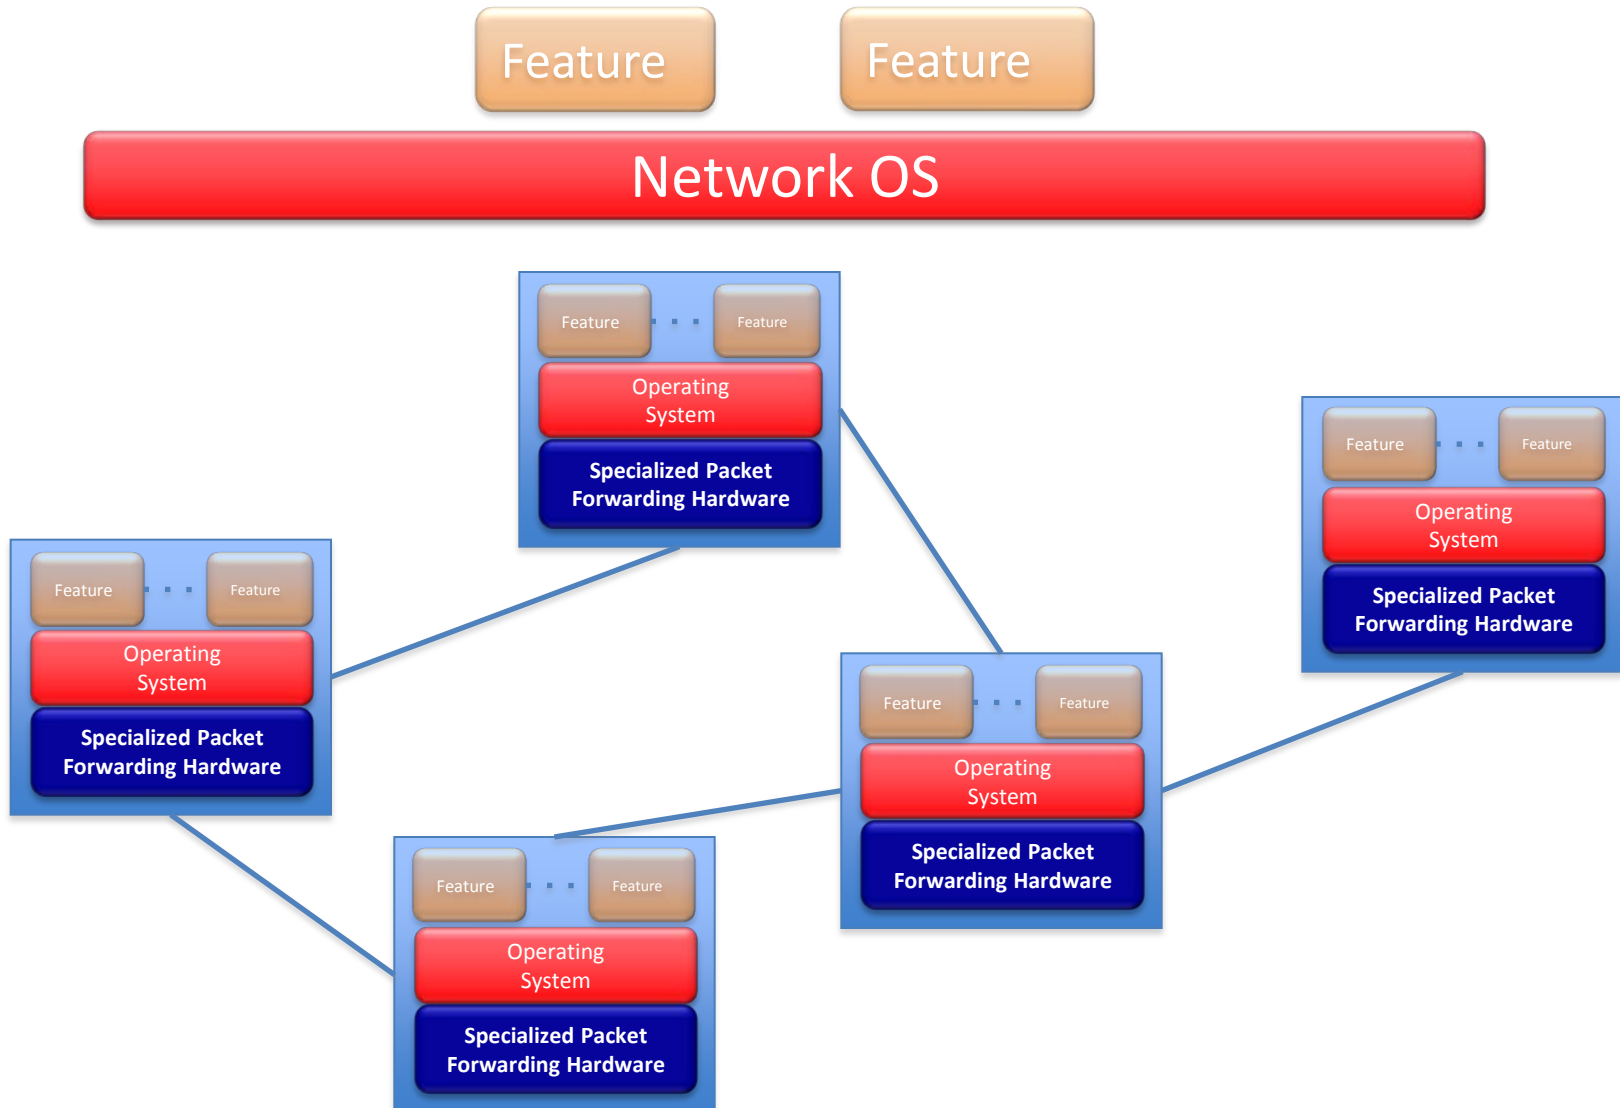 Feature
Feature
Network OS
Feature
Feature
Operating
System
Specialized Packet
Forwarding Hardware
Feature
Feature
Operating
System
Specialized Packet
Forwarding Hardware
Feature
Feature
Operating
System
Specialized Packet
Forwarding Hardware
Feature
Feature
Operating
System
Specialized Packet
Forwarding Hardware
Feature
Feature
Operating
System
Specialized Packet
Forwarding Hardware